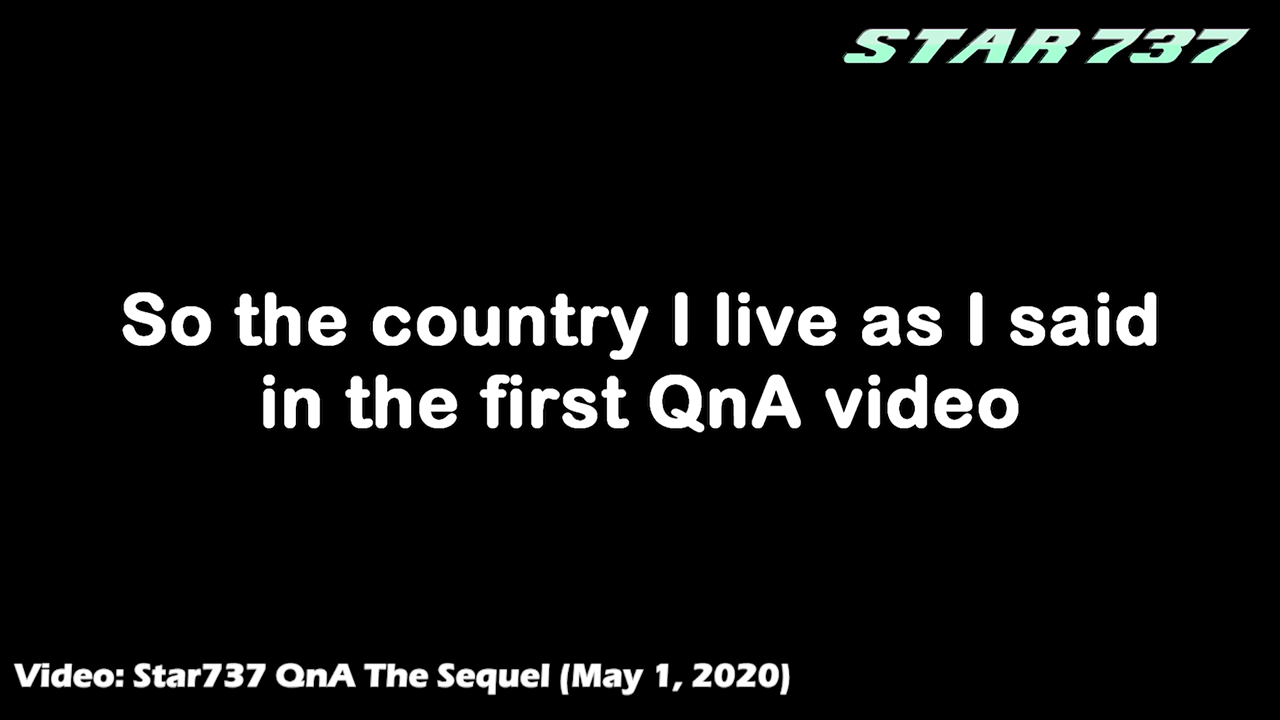 STAR 737
So the country I live as I said
in the first QnA video
Video: Star737 QnA The Sequel (May 1, 2020)